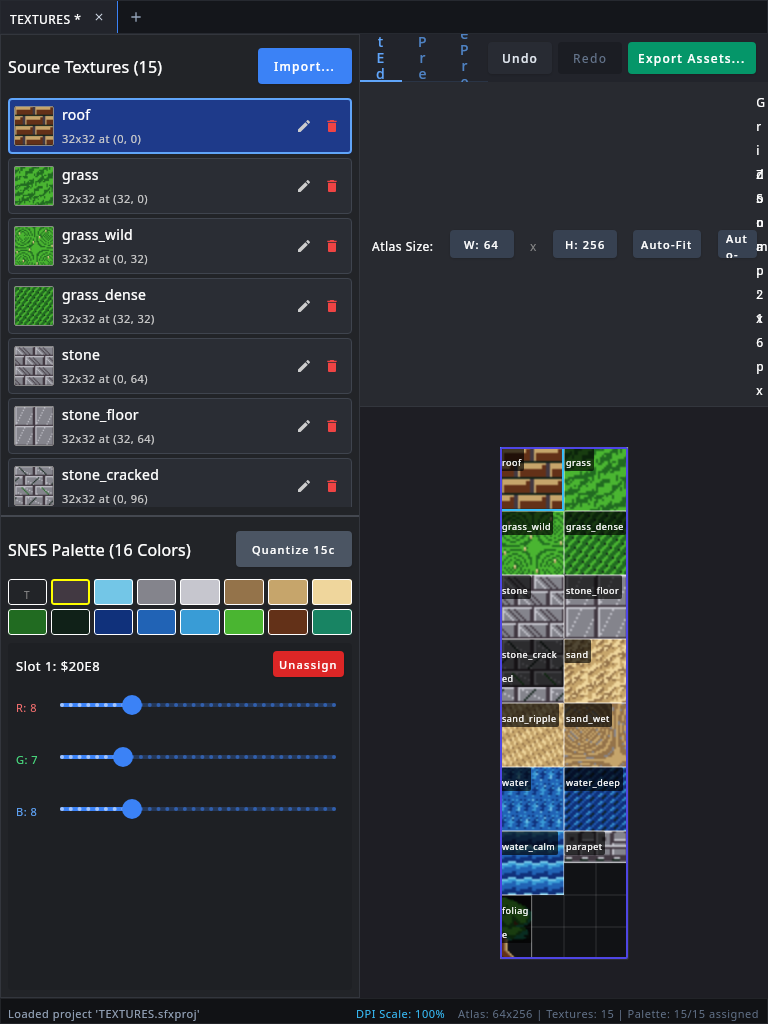 TEXTURES * × +
Source Textures (15)
Import...
roof
32x32 at (0, 0)
grass
32x32 at (32, 0)
grass_wild
32x32 at (0, 32)
grass_dense
32x32 at (32, 32)
stone
32x32 at (0, 64)
stone_floor
32x32 at (32, 64)
stone_cracked
32x32 at (0, 96)
SNES Palette (16 Colors)
Quantize 15c
T
Slot 1: $20E8
Unassign
R: 8
G: 7
B: 8
t
E
d
P
r
e
P
r
Undo
Redo
Export Assets...
Atlas Size:
W: 64
x
H: 256
Auto-Fit
Aut
o-
G
r
i
p
6
p
x
roof
grass
grass_wild
grass_dense
stone
stone_floor
stone_crack
ed
sand
sand_ripple
sand_wet
water
water_deep
water_calm
parapet
foliag
e
Loaded project 'TEXTURES.sfxproj'
DPI Scale: 100%
Atlas: 64x256 | Textures: 15 | Palette: 15/15 assigned